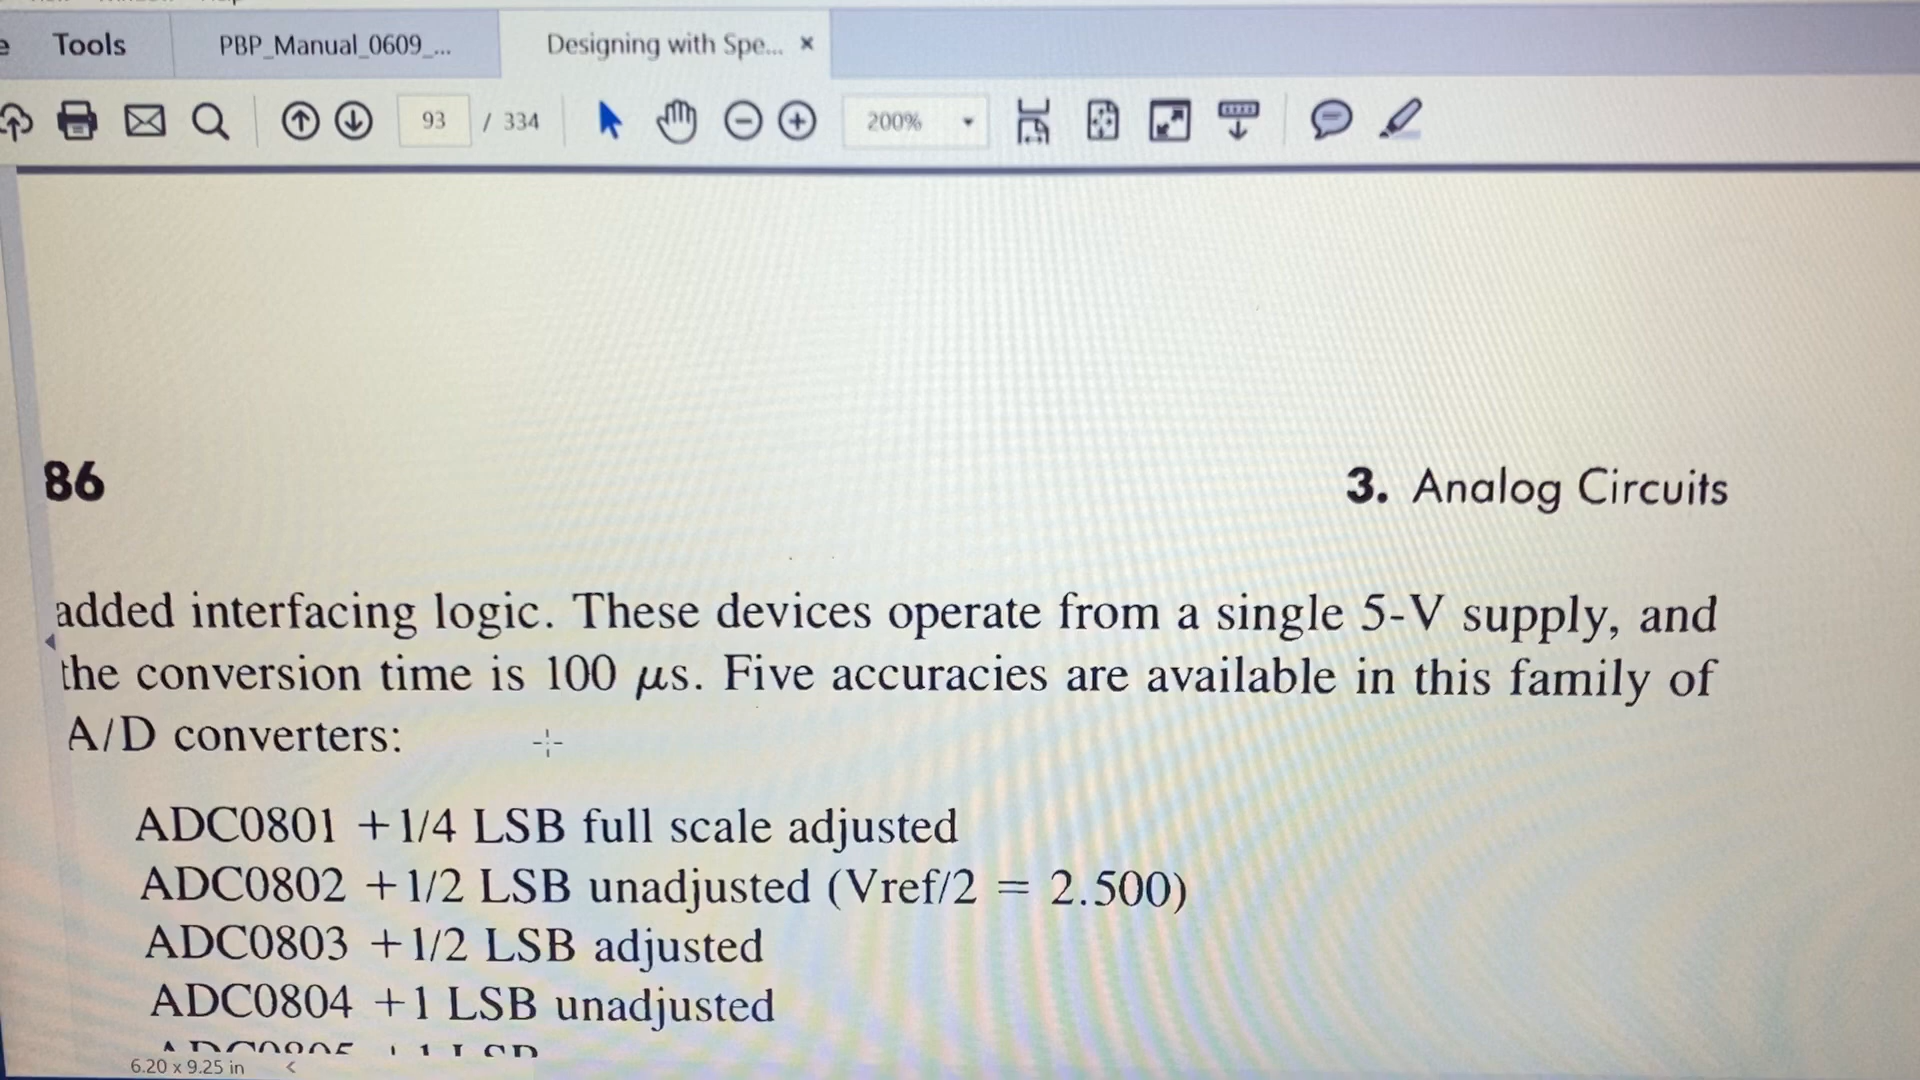 Tools PBP_Manual_0609_... Designing with Spe... ×
93 / 334 200%
86 3. Analog Circuits
added interfacing logic. These devices operate from a single 5-V supply, and
the conversion time is 100 μs. Five accuracies are available in this family of
A/D converters:
ADC0801 +1/4 LSB full scale adjusted
ADC0802 +1/2 LSB unadjusted (Vref/2 = 2.500)
ADC0803 +1/2 LSB adjusted
ADC0804 +1 LSB unadjusted
6.20 x 9.25 in